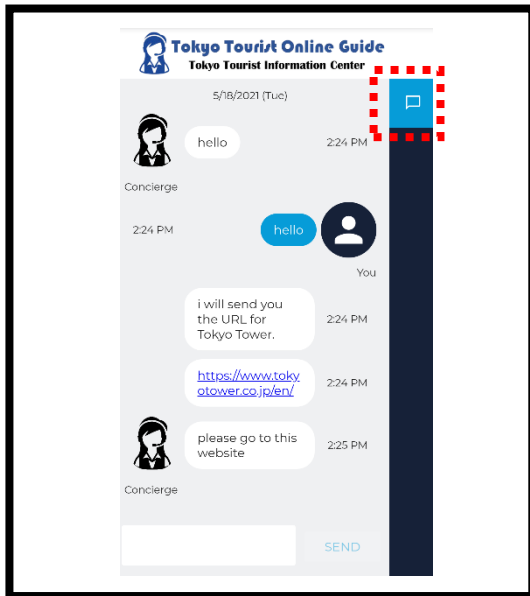 Tokyo Tourist Online Guide
Tokyo Tourist Information Center
5/18/2021 (Tue)
hello
2:24 PM
Concierge
2:24 PM
hello
You
i will send you
the URL for
Tokyo Tower.
2:24 PM
https://www.toky
otower.co.jp/en/
2:24 PM
please go to this
website
2:25 PM
Concierge
SEND